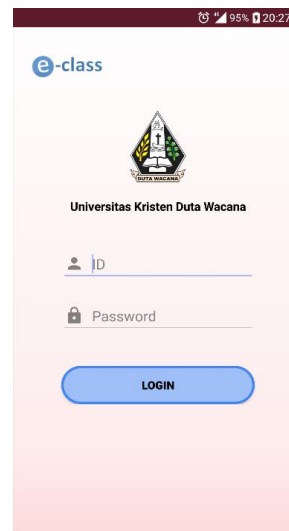 95% 20:27
e-class
DUTA WACANA
Universitas Kristen Duta Wacana
ID
Password
LOGIN